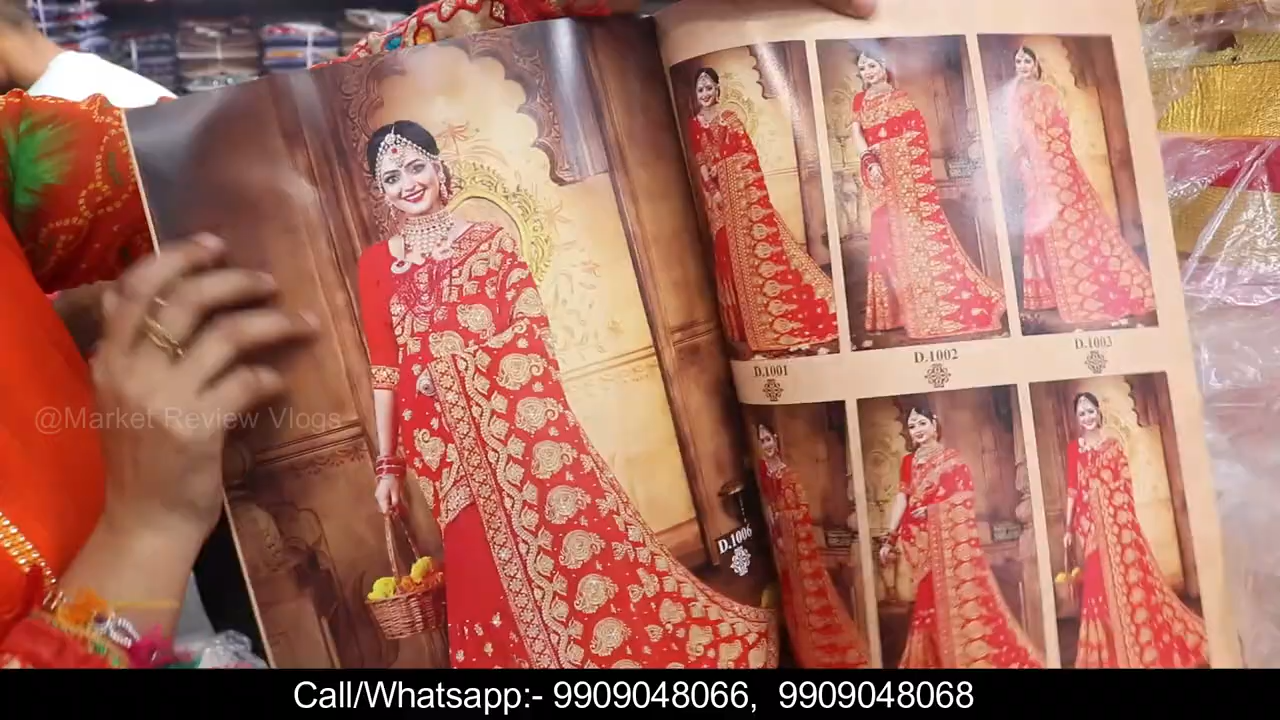 D.1001
D.1002
D.1003
D.1006
@Market Review Vlogs
Call/Whatsapp:- 9909048066, 9909048068